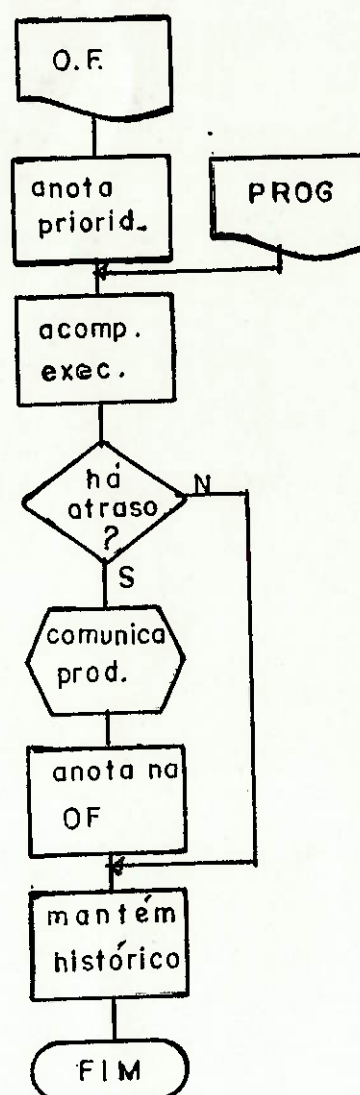 O.F.
anota
priorid.
PROG
acomp.
exec.
há
atraso
?
N
S
comunica
prod.
anota na
OF
mantém
histórico
FIM